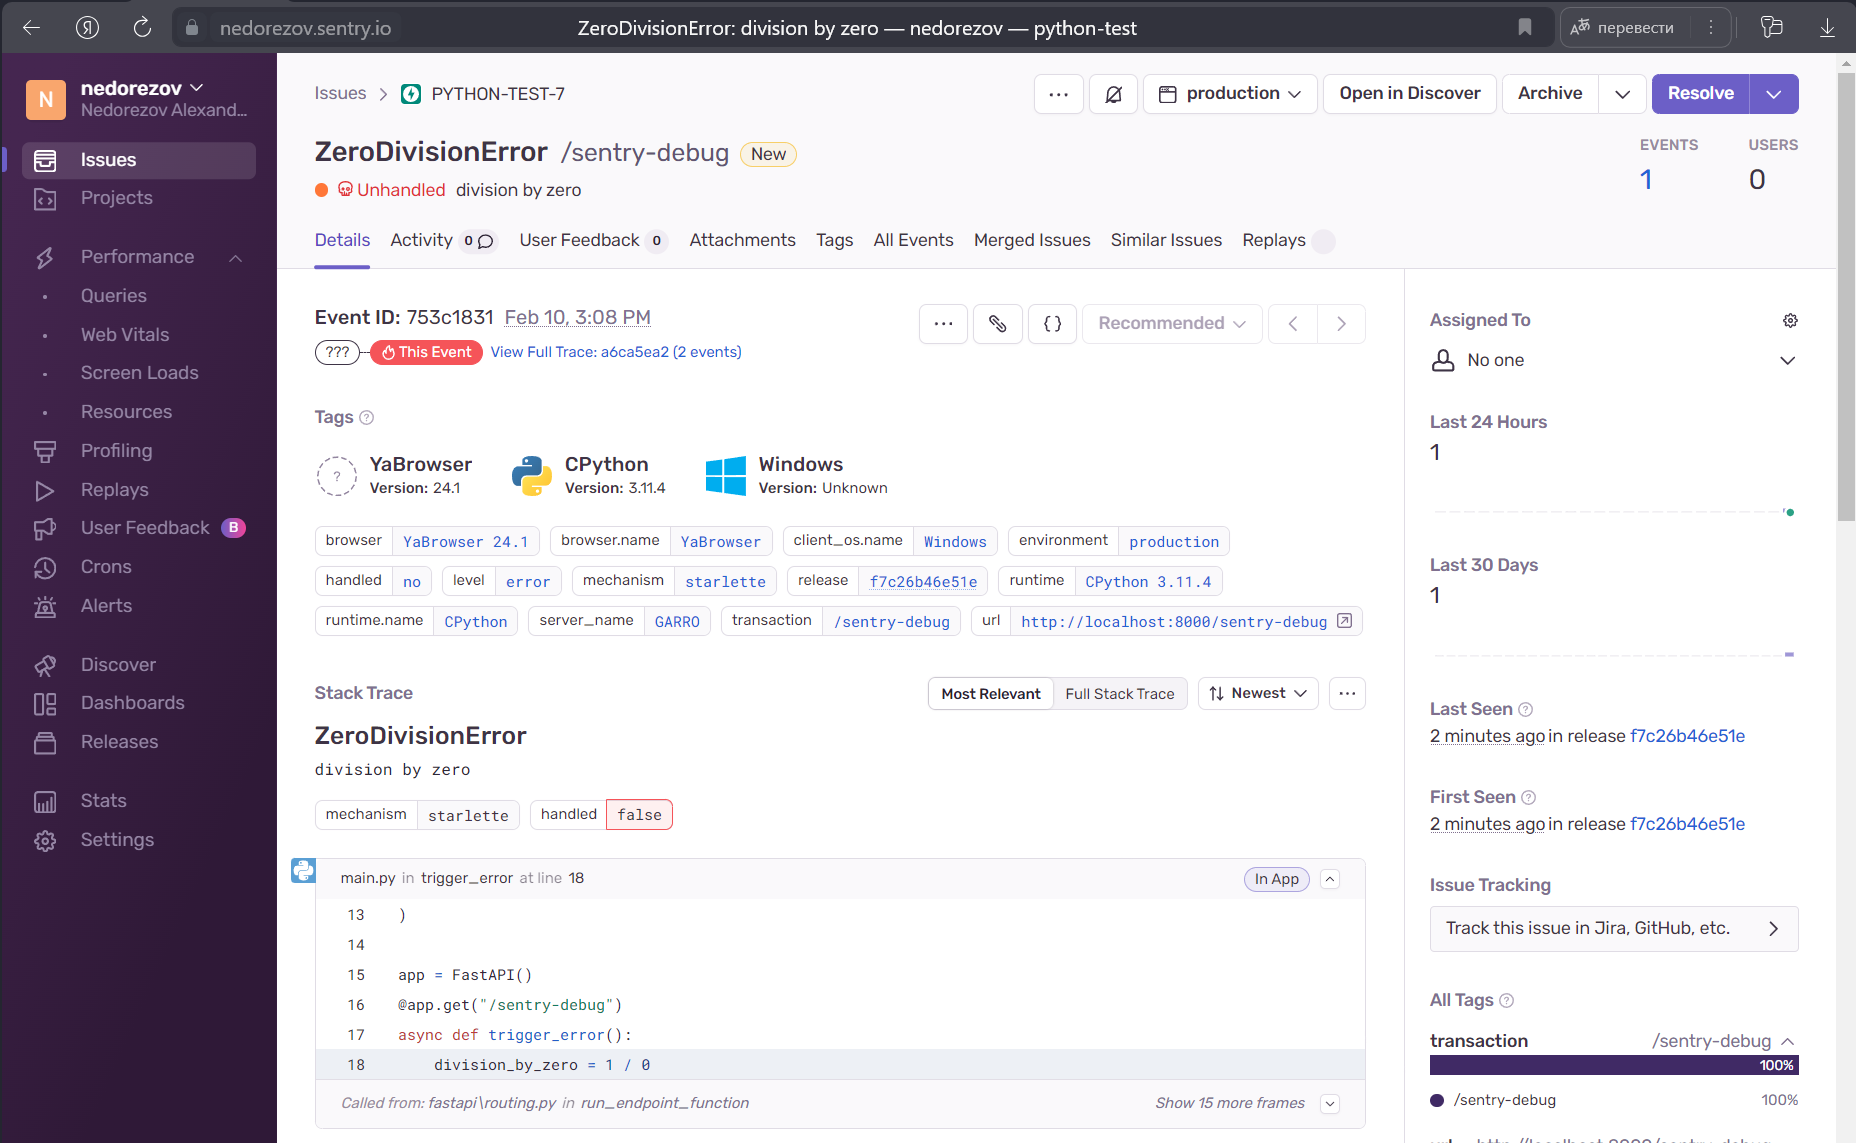 nedorezov.sentry.io
ZeroDivisionError: division by zero — nedorezov — python-test
перевести
N
nedorezov
Nedorezov Alexand...
Issues
Projects
Performance
Queries
Web Vitals
Screen Loads
Resources
Profiling
Replays
User Feedback B
Crons
Alerts
Discover
Dashboards
Releases
Stats
Settings
Issues > PYTHON-TEST-7
production
Open in Discover
Archive
Resolve
ZeroDivisionError /sentry-debug New
Unhandled division by zero
EVENTS
1
USERS
0
Details
Activity 0
User Feedback 0
Attachments
Tags
All Events
Merged Issues
Similar Issues
Replays
Event ID: 753c1831 Feb 10, 3:08 PM
??? This Event View Full Trace: a6ca5ea2 (2 events)
Recommended
Tags ?
? YaBrowser
Version: 24.1
CPython
Version: 3.11.4
Windows
Version: Unknown
browser YaBrowser 24.1 browser.name YaBrowser client_os.name Windows environment production
handled no level error mechanism starlette release f7c26b46e51e runtime CPython 3.11.4
runtime.name CPython server_name GARRO transaction /sentry-debug url http://localhost:8000/sentry-debug
Stack Trace
Most Relevant Full Stack Trace
Newest
ZeroDivisionError
division by zero
mechanism starlette handled false
main.py in trigger_error at line 18
In App
13 )
14
15 app = FastAPI()
16 @app.get("/sentry-debug")
17 async def trigger_error():
18 division_by_zero = 1 / 0
Called from: fastapi\routing.py in run_endpoint_function
Show 15 more frames
Assigned To
No one
Last 24 Hours
1
Last 30 Days
1
Last Seen ?
2 minutes ago in release f7c26b46e51e
First Seen ?
2 minutes ago in release f7c26b46e51e
Issue Tracking
Track this issue in Jira, GitHub, etc.
All Tags ?
transaction /sentry-debug
100%
/sentry-debug 100%